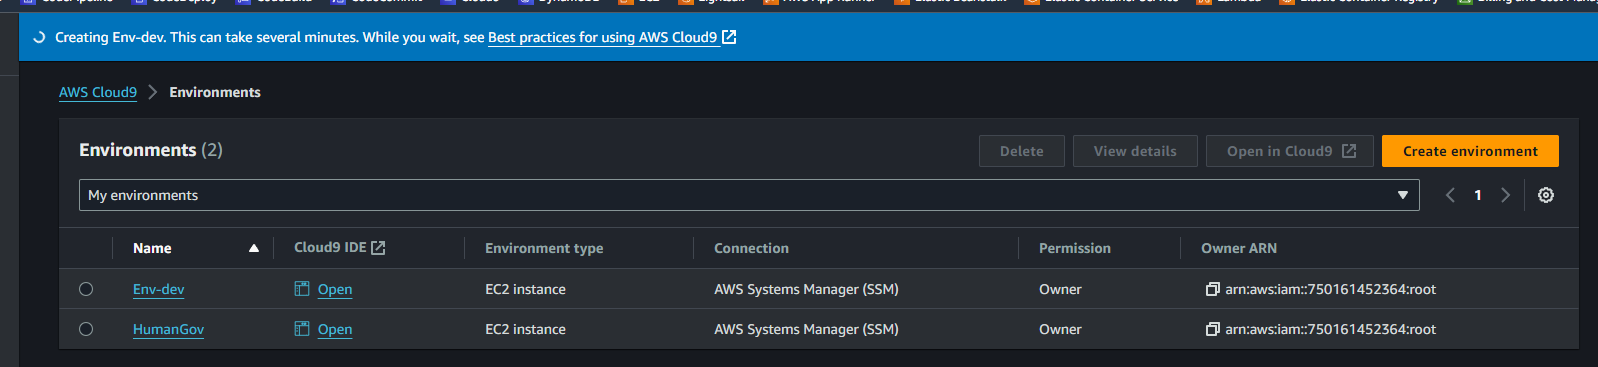 Creating Env-dev. This can take several minutes. While you wait, see Best practices for using AWS Cloud9
AWS Cloud9 > Environments
Environments (2)
Delete
View details
Open in Cloud9
Create environment
My environments
1
Name Cloud9 IDE Environment type Connection Permission Owner ARN
Env-dev Open EC2 instance AWS Systems Manager (SSM) Owner arn:aws:iam::750161452364:root
HumanGov Open EC2 instance AWS Systems Manager (SSM) Owner arn:aws:iam::750161452364:root